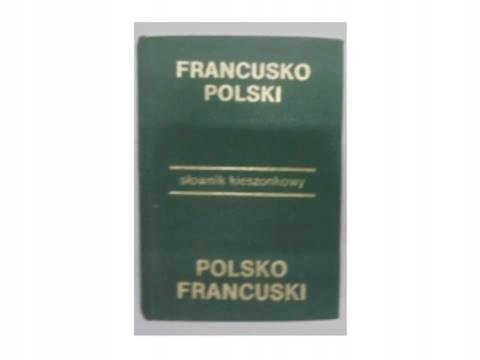 FRANCUSKO
POLSKI
słownik kieszonkowy
POLSKO
FRANCUSKI